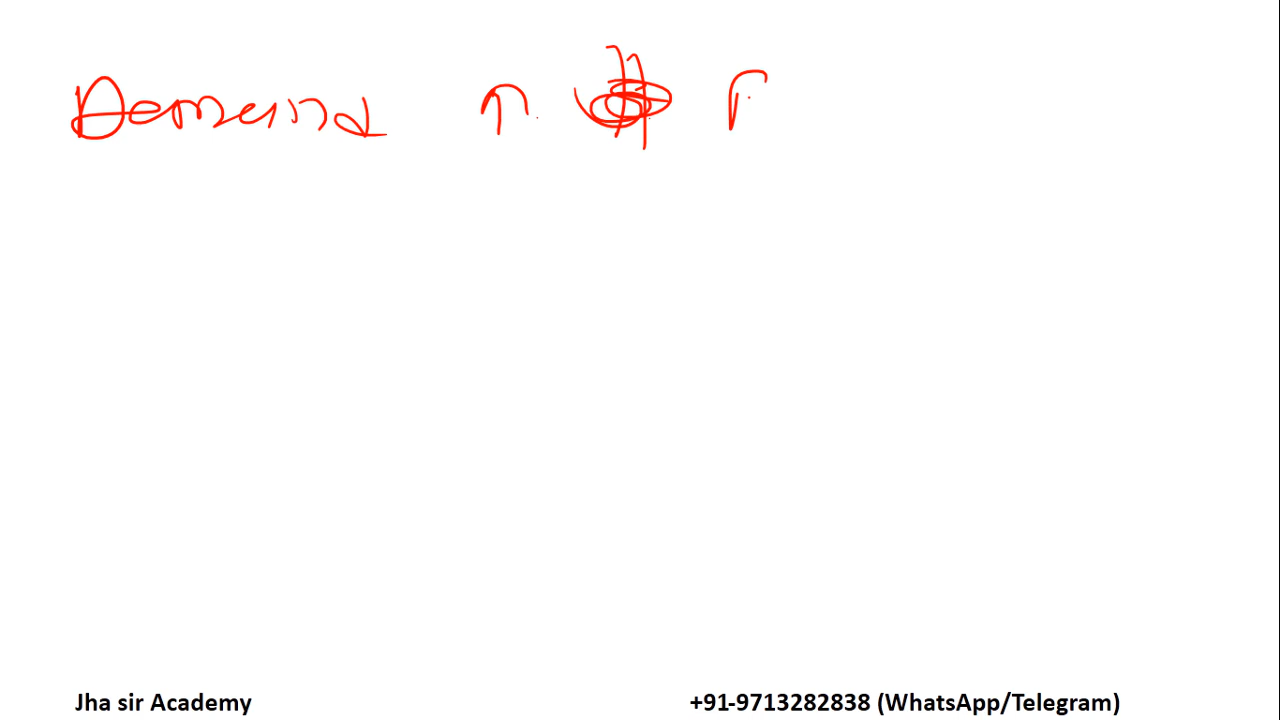 Demand ↑
Jha sir Academy
+91-9713282838 (WhatsApp/Telegram)